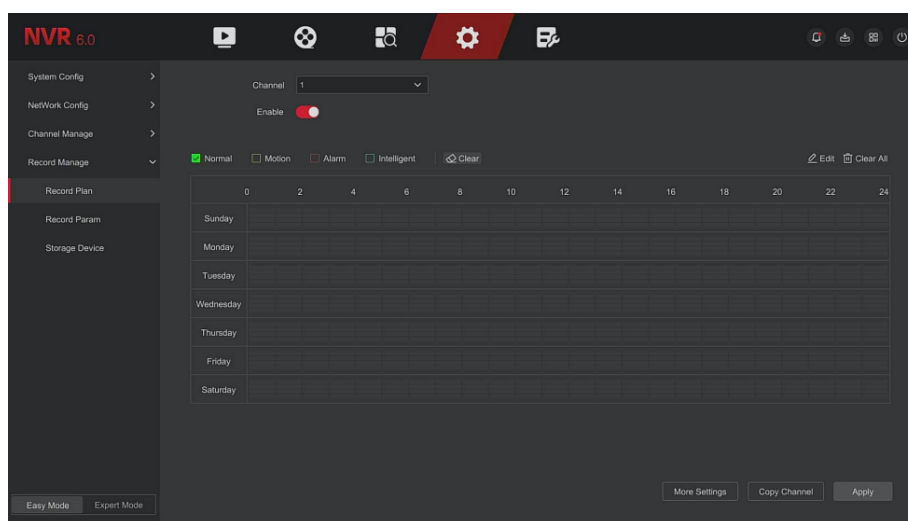 NVR 6.0
System Config
NetWork Config
Channel Manage
Record Manage
Record Plan
Record Param
Storage Device
Easy Mode Expert Mode
Channel 1
Enable
Normal Motion Alarm Intelligent Clear Edit Clear All
0 2 4 6 8 10 12 14 16 18 20 22 24
Sunday
Monday
Tuesday
Wednesday
Thursday
Friday
Saturday
More Settings Copy Channel Apply